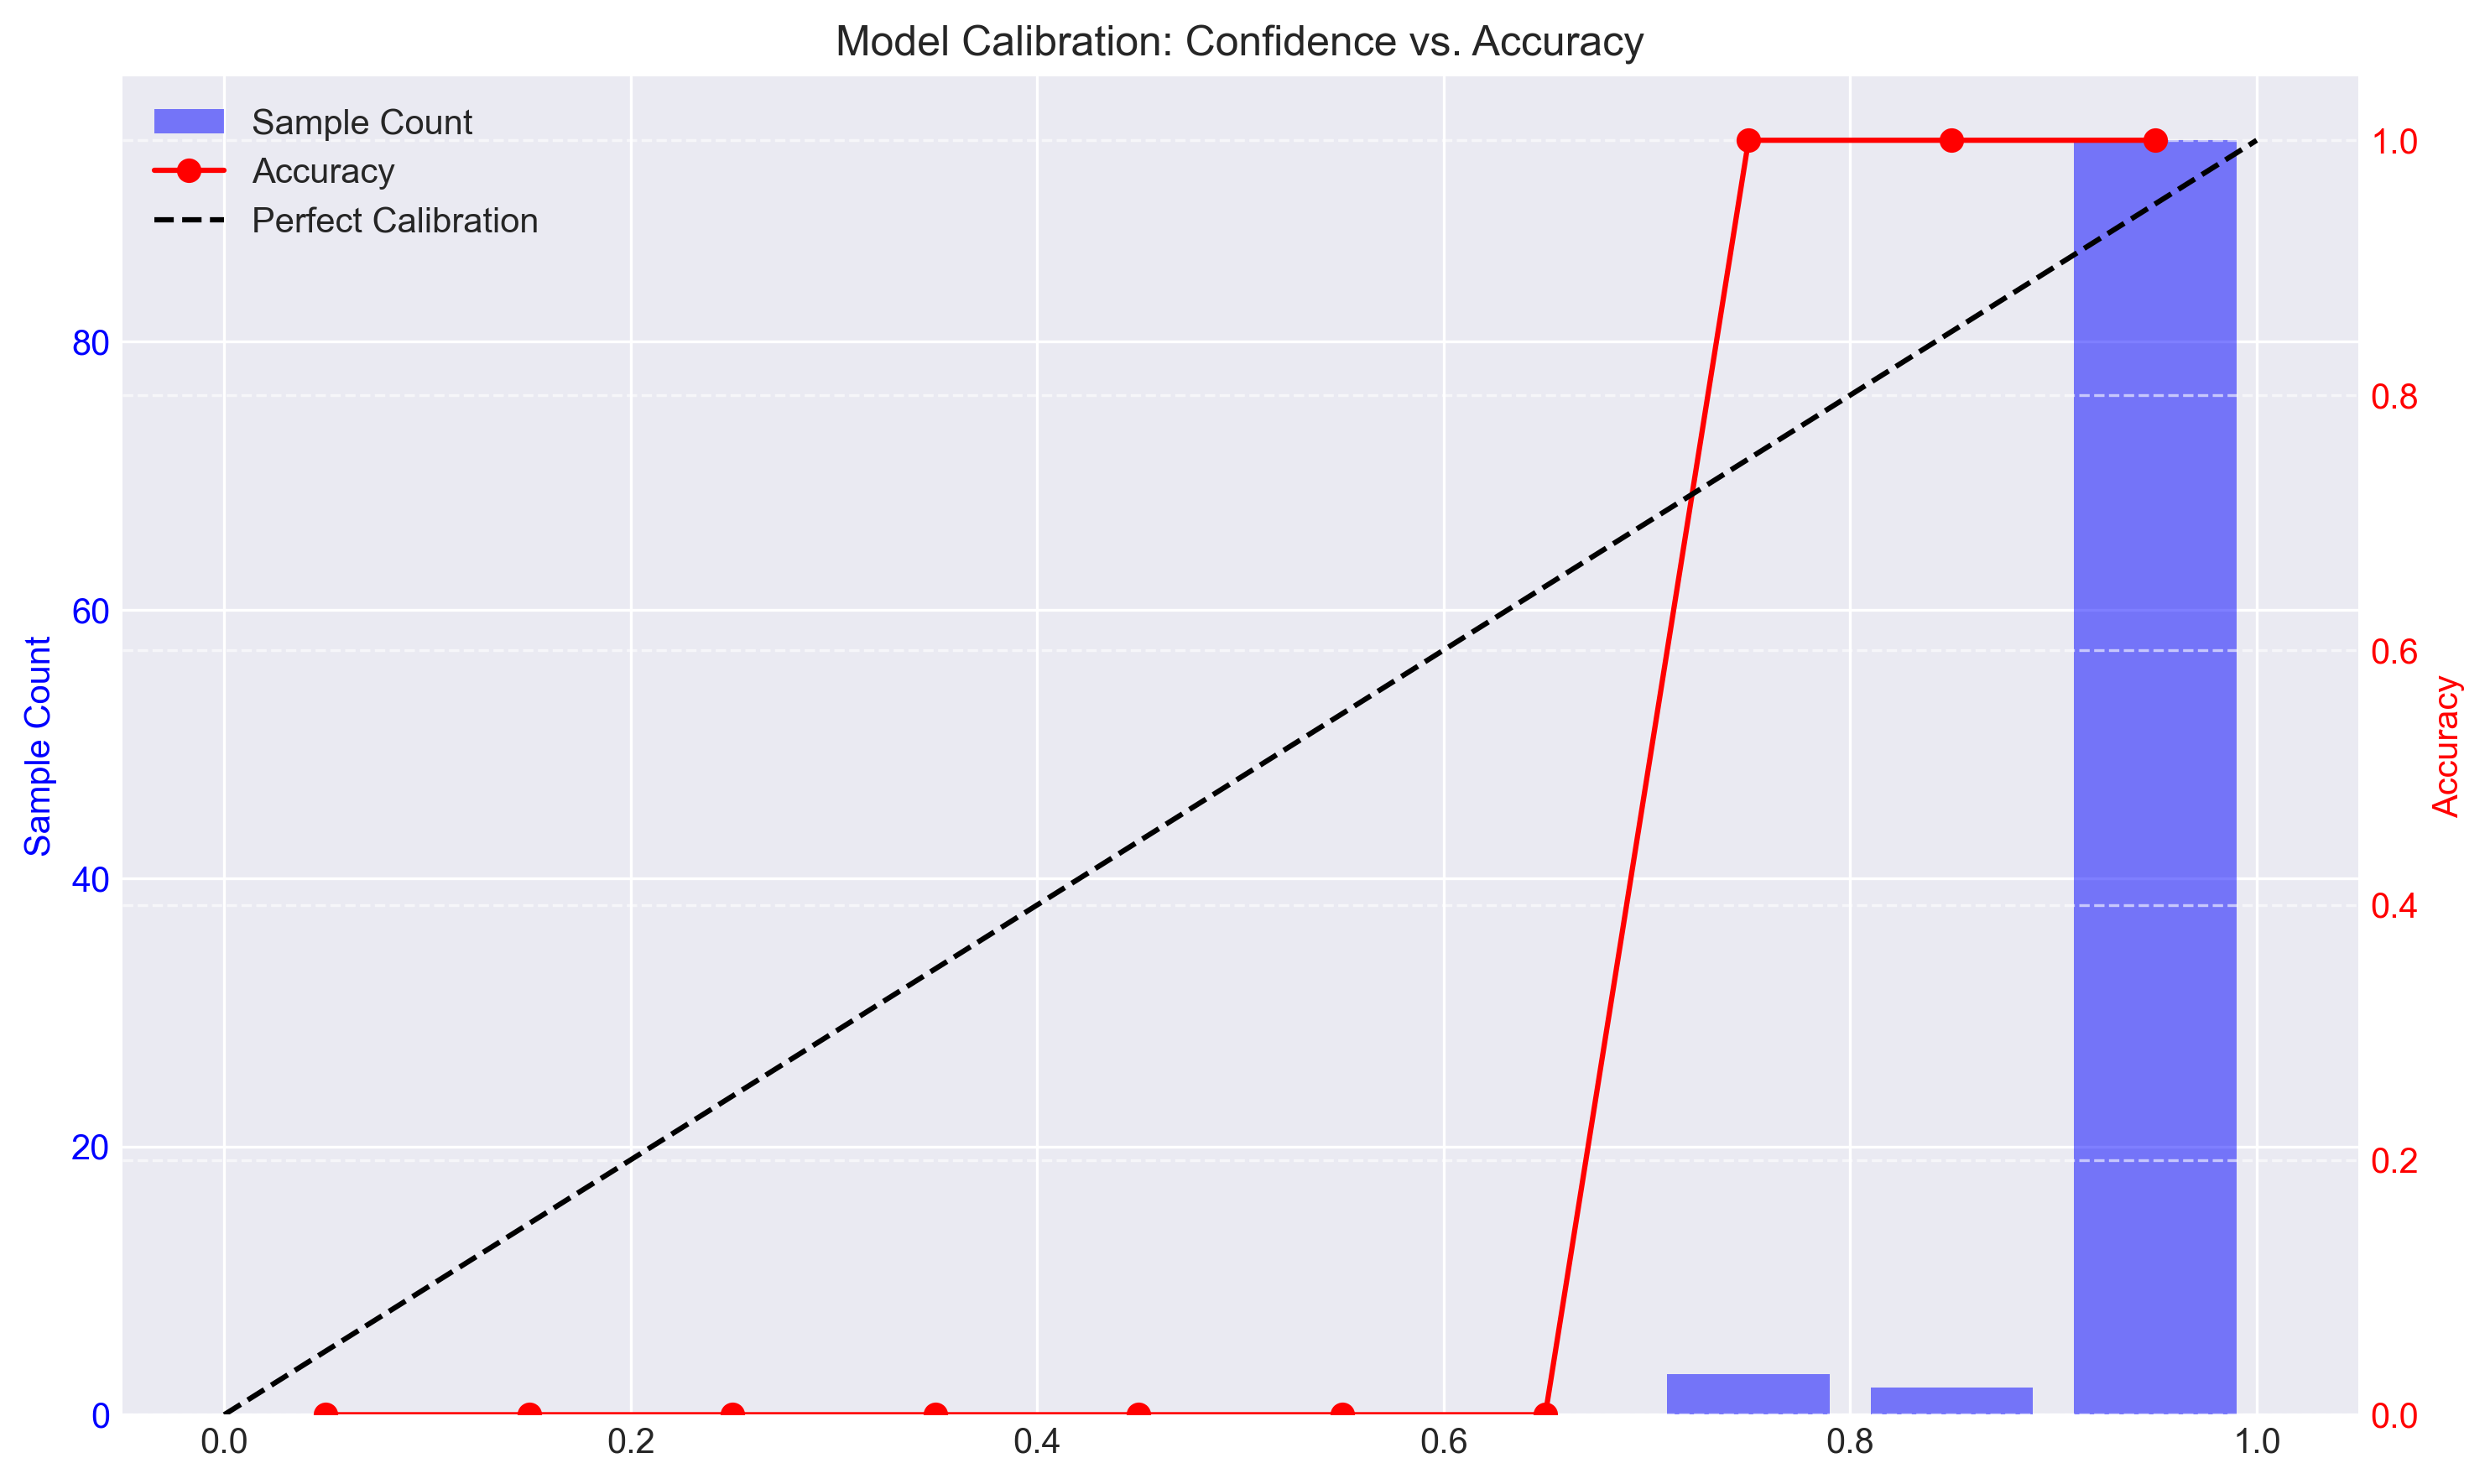 Model Calibration: Confidence vs. Accuracy
Sample Count
Accuracy
Perfect Calibration
Sample Count
80
60
40
20
0
1.0
0.8
0.6
0.4
0.2
0.0
Accuracy
0.0 0.2 0.4 0.6 0.8 1.0